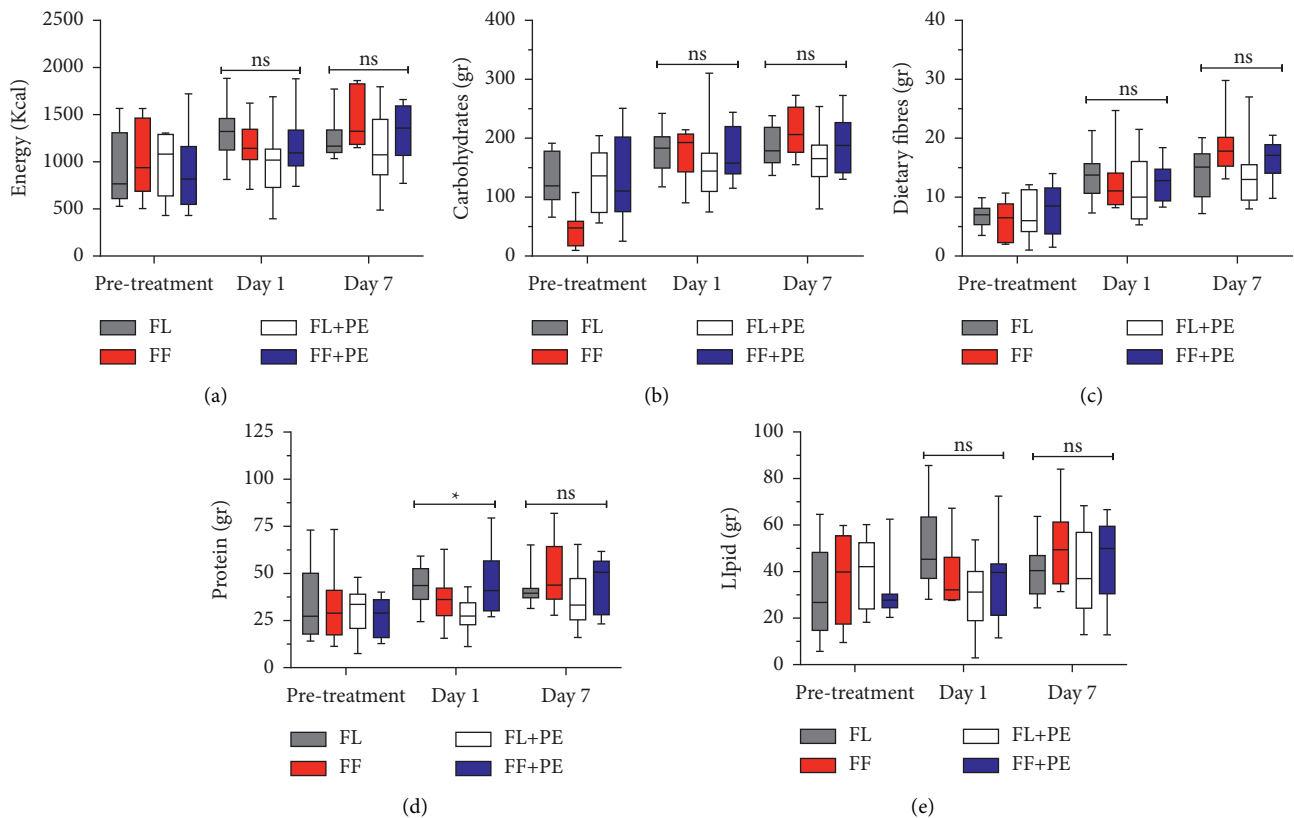 2500
2000
1500
1000
500
0
Energy (Kcal)
ns
ns
Pre-treatment
Day 1
Day 7
FL
FL+PE
FF
FF+PE
(a)
400
300
200
100
0
Carbohydrates (gr)
ns
ns
Pre-treatment
Day 1
Day 7
FL
FL+PE
FF
FF+PE
(b)
40
30
20
10
0
Dietary fibres (gr)
ns
ns
Pre-treatment
Day 1
Day 7
FL
FL+PE
FF
FF+PE
(c)
125
100
75
50
25
0
Protein (gr)
*
ns
Pre-treatment
Day 1
Day 7
FL
FL+PE
FF
FF+PE
(d)
100
80
60
40
20
0
LIpid (gr)
ns
ns
Pre-treatment
Day 1
Day 7
FL
FL+PE
FF
FF+PE
(e)